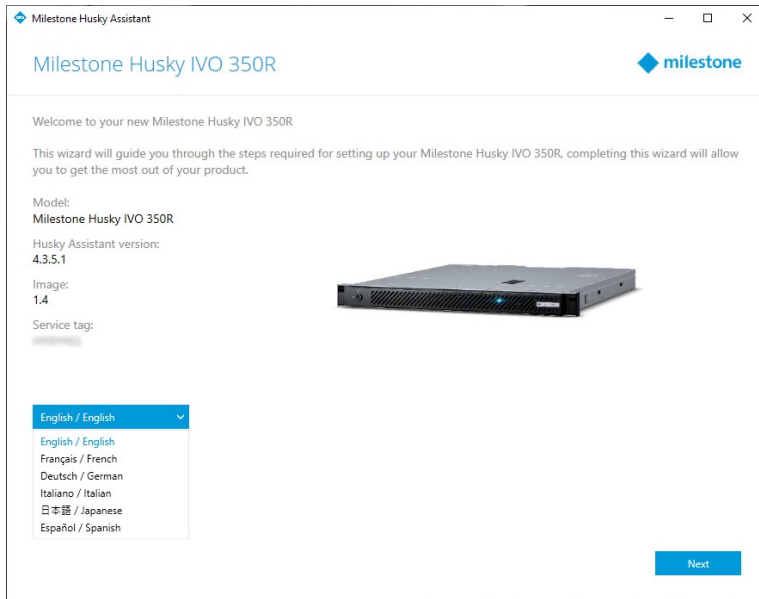 Milestone Husky Assistant
Milestone Husky IVO 350R
milestone
Welcome to your new Milestone Husky IVO 350R
This wizard will guide you through the steps required for setting up your Milestone Husky IVO 350R, completing this wizard will allow
you to get the most out of your product.
Model:
Milestone Husky IVO 350R
Husky Assistant version:
4.3.5.1
Image:
1.4
Service tag:
English / English
English / English
Français / French
Deutsch / German
Italiano / Italian
日本語 / Japanese
Español / Spanish
Next